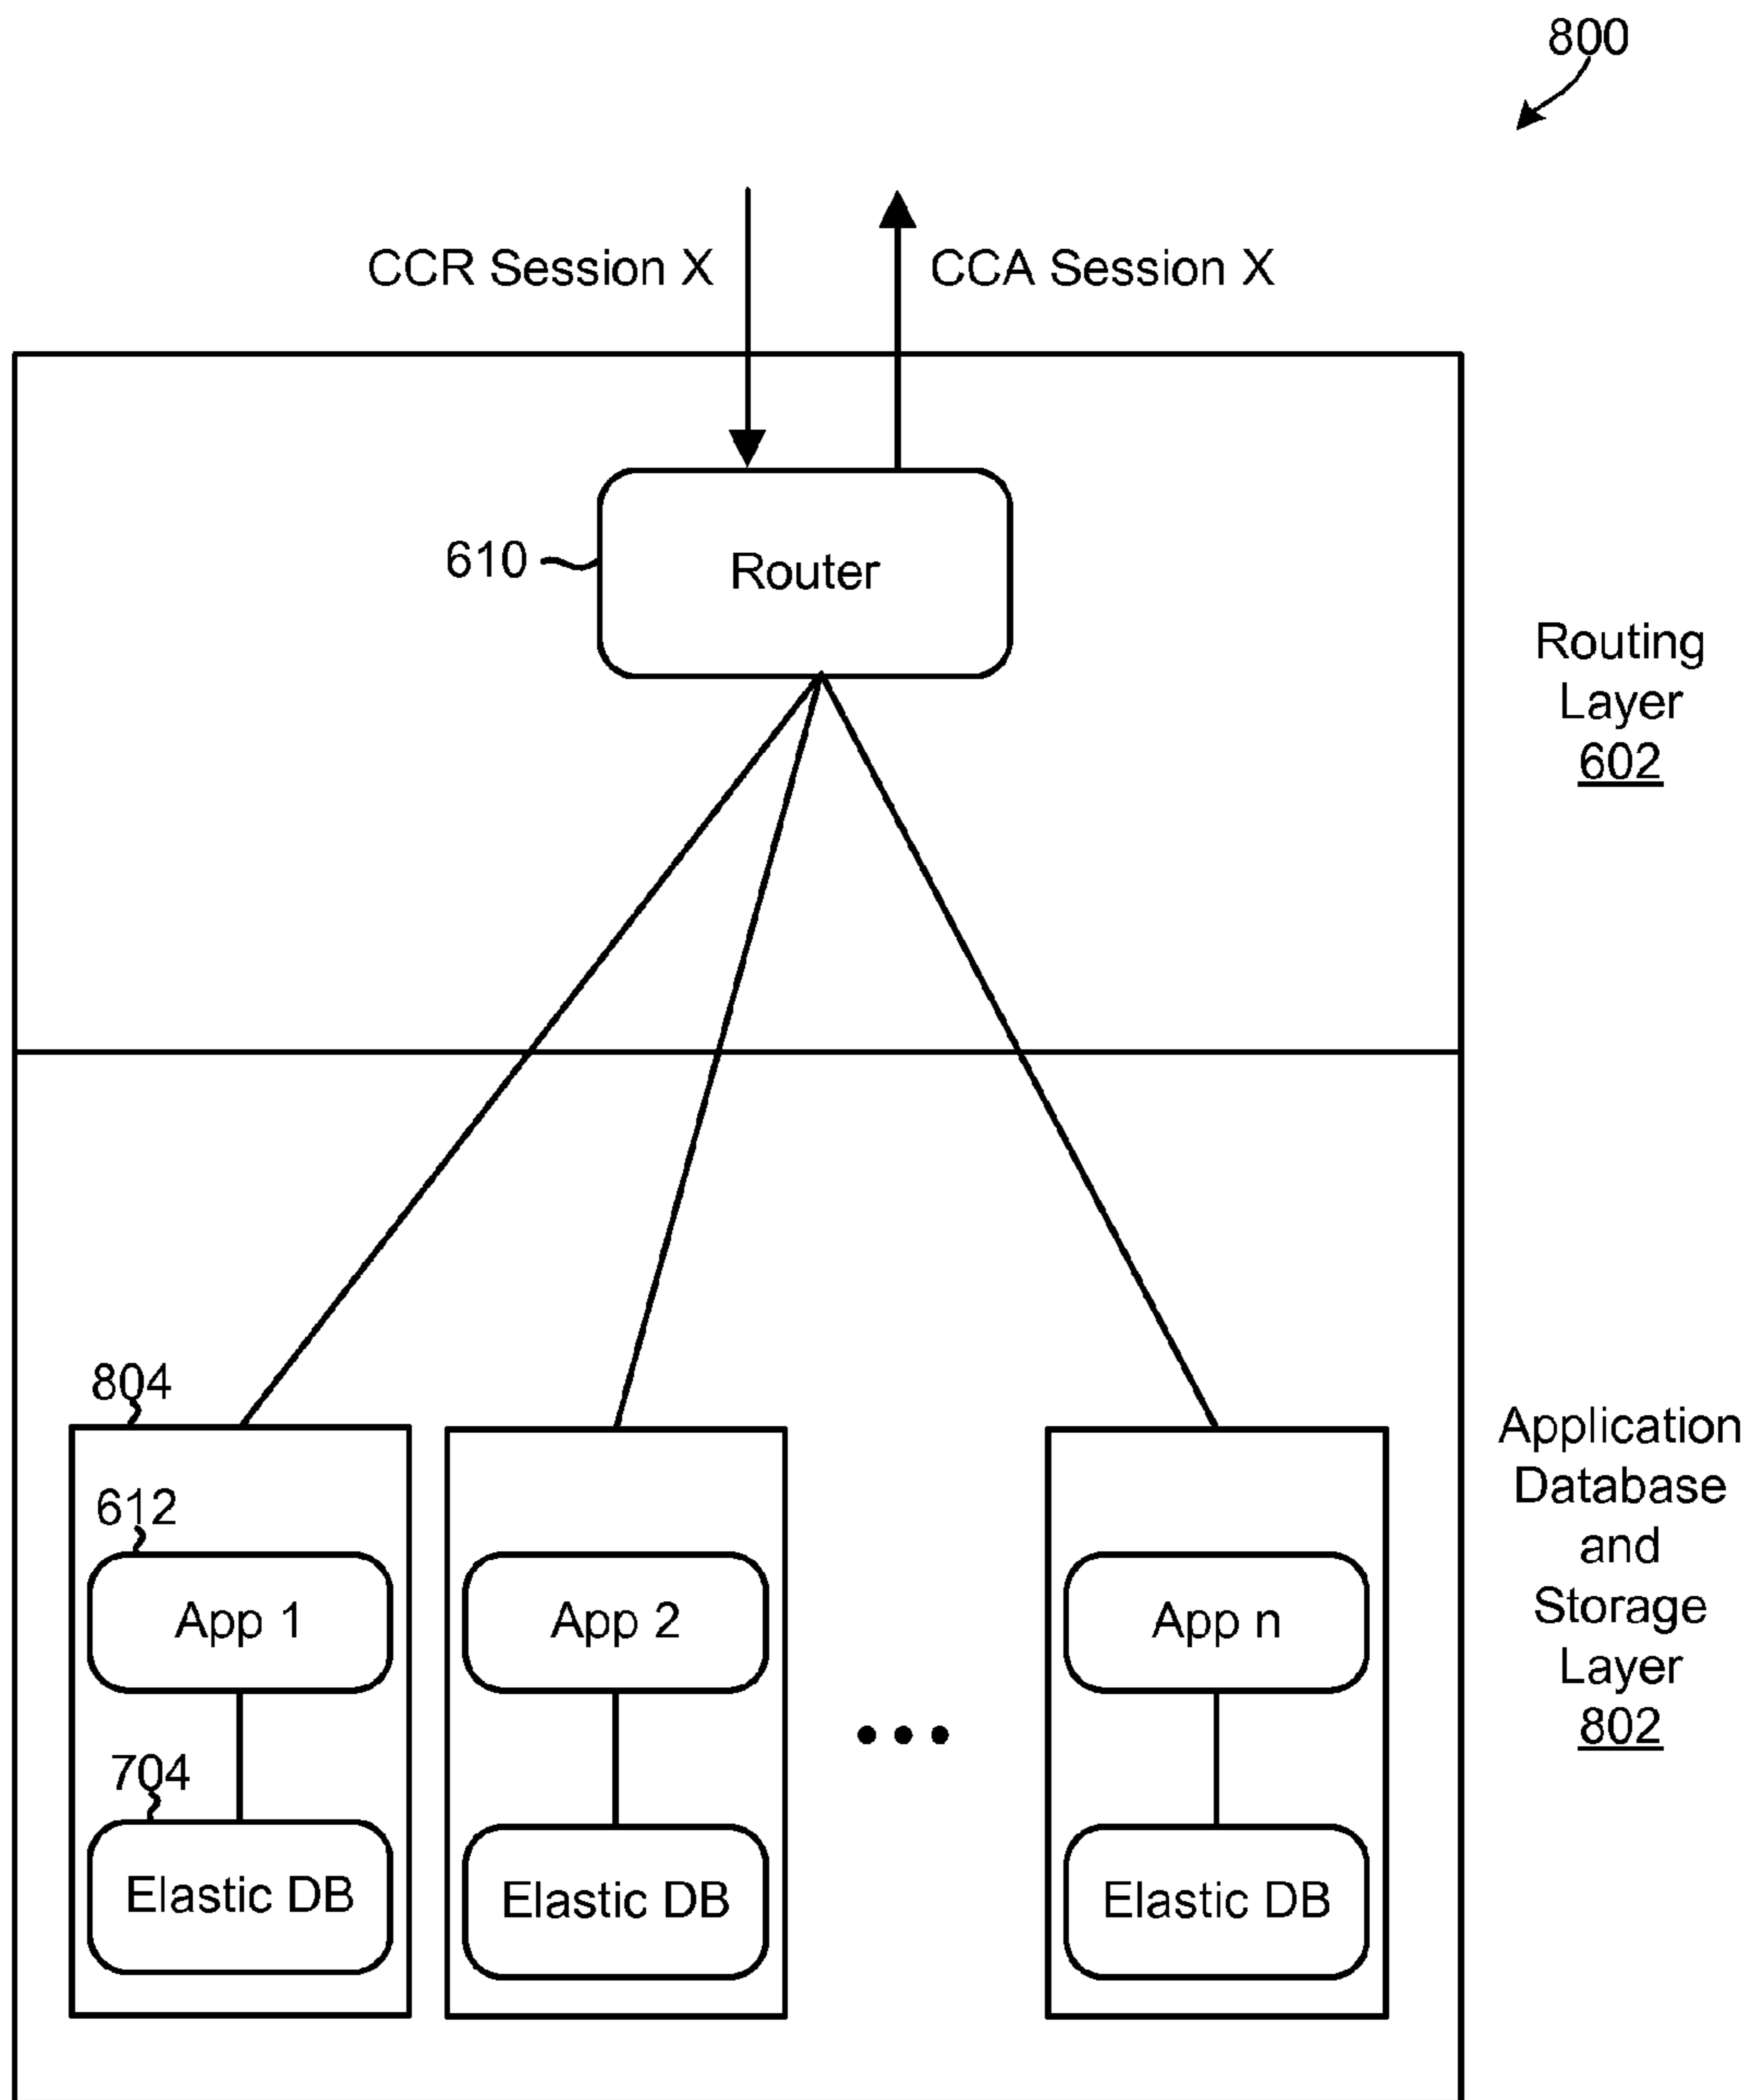 800
CCR Session X
CCA Session X
610
Router
Routing
Layer
602
804
612
App 1
App 2
App n
704
Elastic DB
Elastic DB
Elastic DB
Application
Database
and
Storage
Layer
802